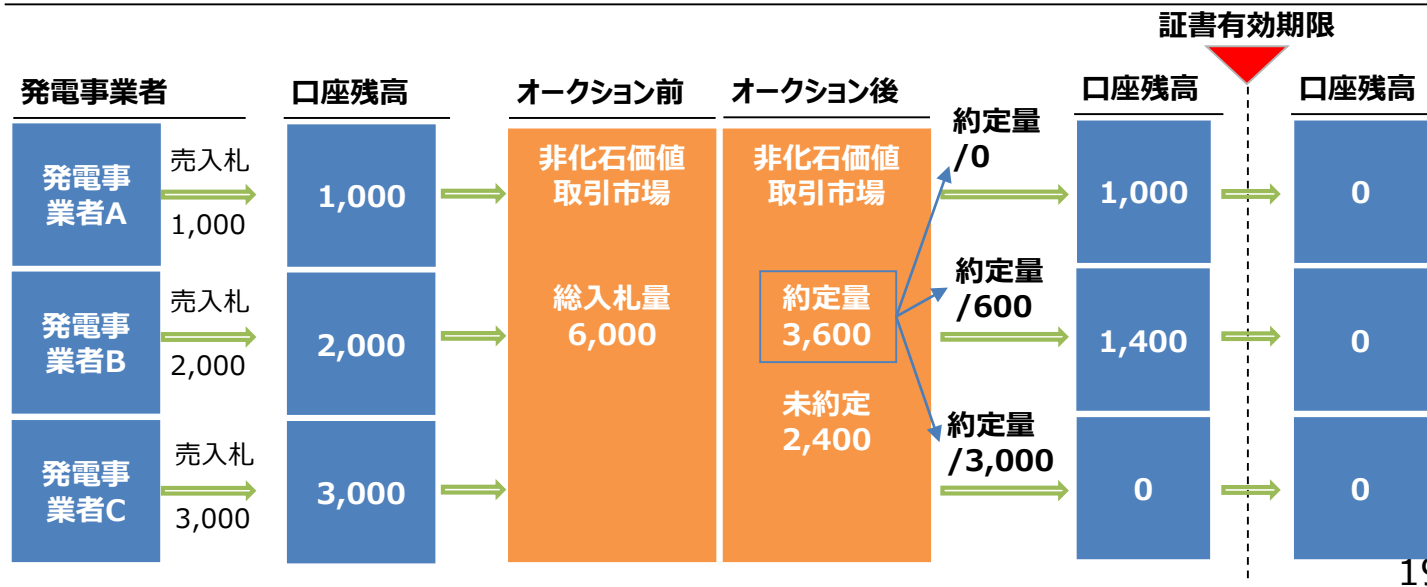 証書有効期限
発電事業者
口座残高
オークション前
オークション後
口座残高
口座残高
発電事
業者A
売入札
1,000
1,000
非化石価値
取引市場
非化石価値
取引市場
約定量
/0
1,000
0
発電事
業者B
売入札
2,000
2,000
総入札量
6,000
約定量
3,600
約定量
/600
1,400
0
未約定
2,400
発電事
業者C
売入札
3,000
3,000
約定量
/3,000
0
0